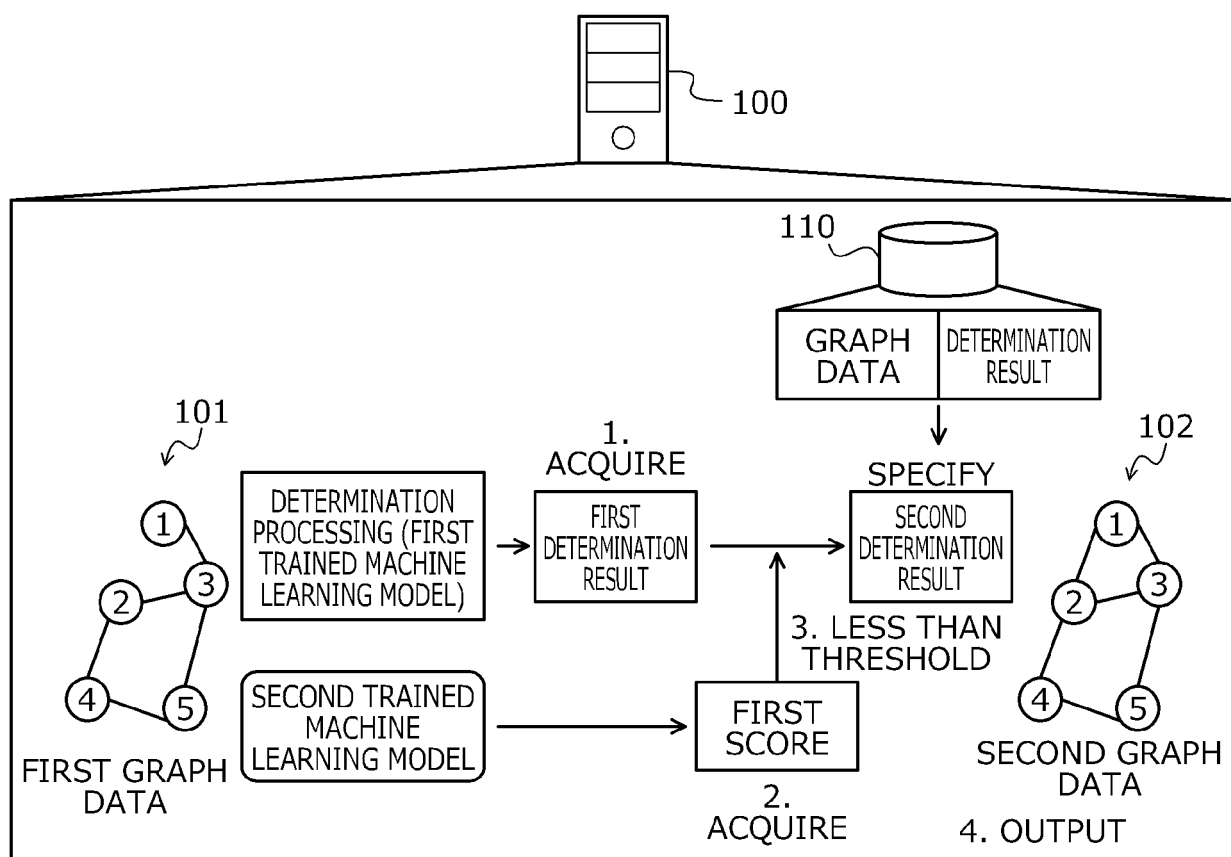 100
110
GRAPH
DATA
DETERMINATION
RESULT
101
1
2
3
4
5
FIRST GRAPH
DATA
DETERMINATION
PROCESSING (FIRST
TRAINED MACHINE
LEARNING MODEL)
SECOND TRAINED
MACHINE
LEARNING MODEL
1.
ACQUIRE
FIRST
DETERMINATION
RESULT
SPECIFY
SECOND
DETERMINATION
RESULT
3. LESS THAN
THRESHOLD
FIRST
SCORE
2.
ACQUIRE
102
1
2
3
4
5
SECOND GRAPH
DATA
4. OUTPUT